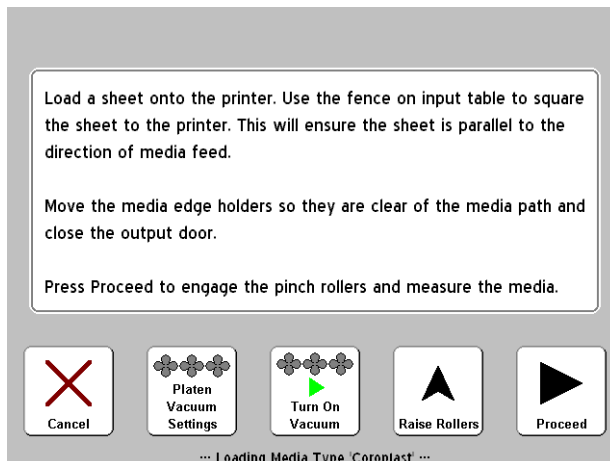 Load a sheet onto the printer. Use the fence on input table to square
the sheet to the printer. This will ensure the sheet is parallel to the
direction of media feed.
Move the media edge holders so they are clear of the media path and
close the output door.
Press Proceed to engage the pinch rollers and measure the media.
Cancel
Platen
Vacuum
Settings
Turn On
Vacuum
Raise Rollers
Proceed
... Loading Media Type 'Coroplast' ...